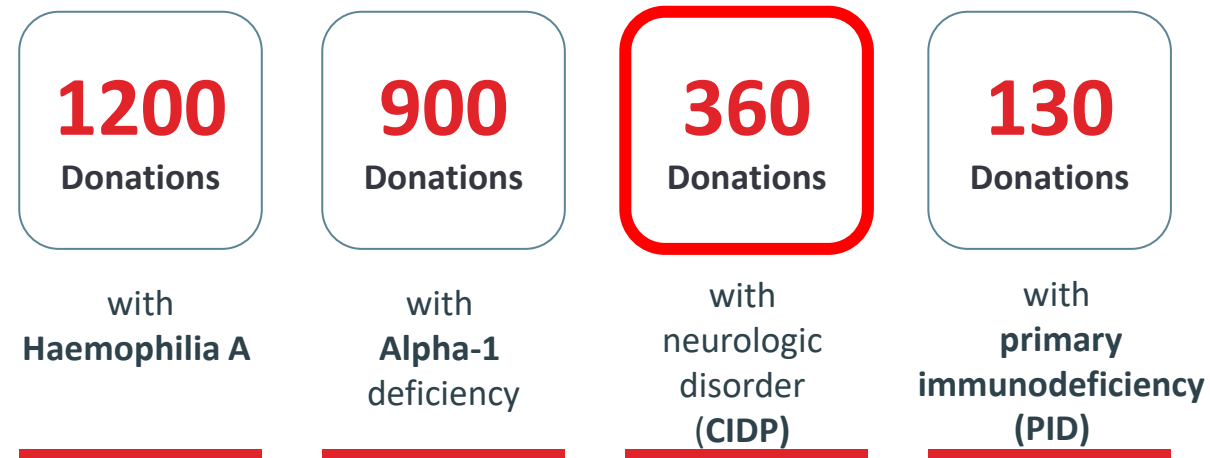 1200
Donations
with
Haemophilia A
900
Donations
with
Alpha-1
deficiency
360
Donations
with
neurologic
disorder
(CIDP)
130
Donations
with
primary
immunodeficiency
(PID)